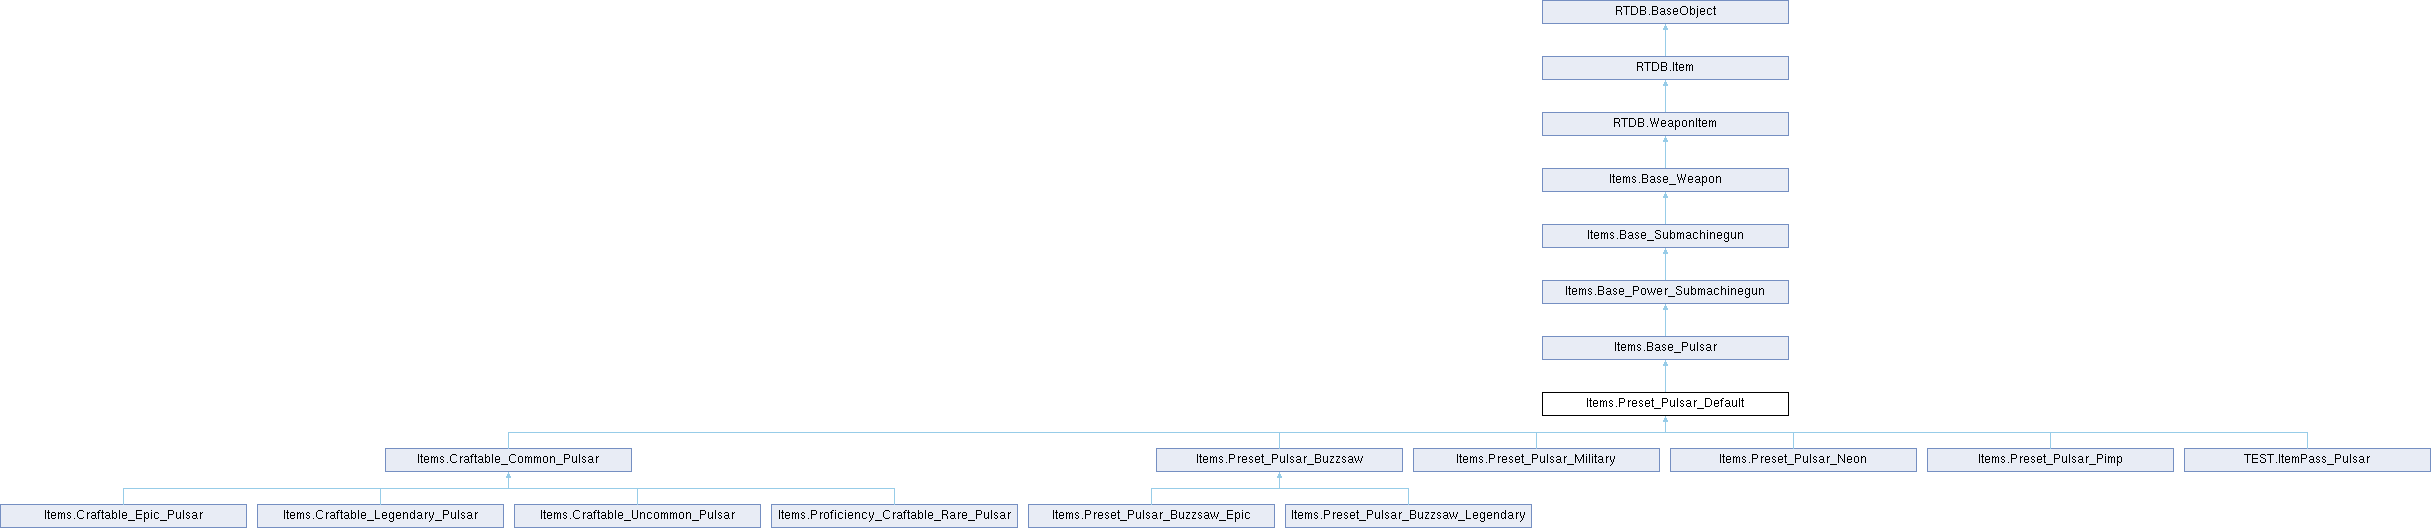 RTDB.BaseObject
RTDB.Item
RTDB.WeaponItem
Items.Base_Weapon
Items.Base_Submachinegun
Items.Base_Power_Submachinegun
Items.Base_Pulsar
Items.Preset_Pulsar_Default
Items.Craftable_Common_Pulsar
Items.Preset_Pulsar_Buzzsaw
Items.Preset_Pulsar_Military
Items.Preset_Pulsar_Neon
Items.Preset_Pulsar_Pimp
TEST.ItemPass_Pulsar
Items.Craftable_Epic_Pulsar
Items.Craftable_Legendary_Pulsar
Items.Craftable_Uncommon_Pulsar
Items.Proficiency_Craftable_Rare_Pulsar
Items.Preset_Pulsar_Buzzsaw_Epic
Items.Preset_Pulsar_Buzzsaw_Legendary